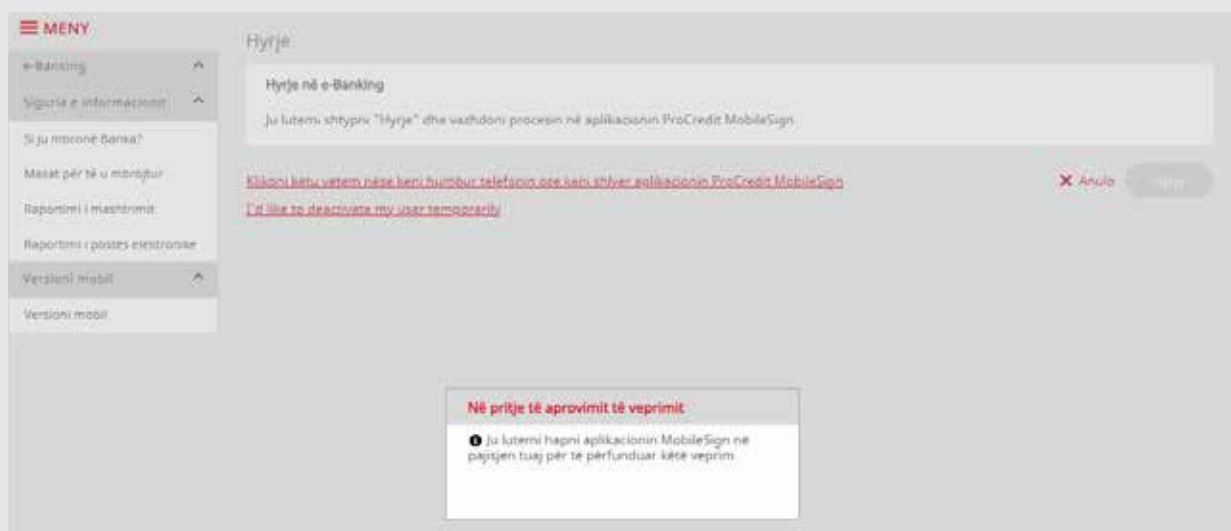 MENY
e-Banking
Siguria e informacionit
Si ju mbronë Banka?
Masat për të u mbrojtur
Raportimi i mashtrimit
Raportimi i postës elektronike
Versioni mobil
Versioni mobil
Hyrje
Hyrje në e-Banking
Ju lutemi shtypni "Hyrje" dhe vazhdoni procesin në aplikacionin ProCredit MobileSign
Klikoni këtu vetem nëse keni humbur telefonin ose keni shlyer aplikacionin ProCredit MobileSign
I'd like to deactivate my user temporarily
Anulo
Në pritje të aprovimit të veprimit
Ju lutemi hapni aplikacionin MobileSign në
pajisjen tuaj për të përfunduar këtë veprim